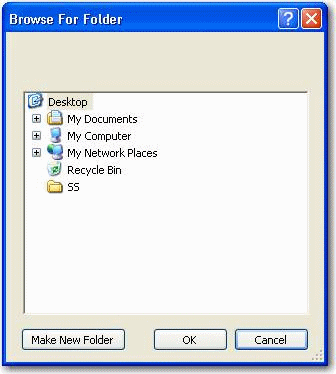 Browse For Folder
Desktop
My Documents
My Computer
My Network Places
Recycle Bin
SS
Make New Folder OK Cancel